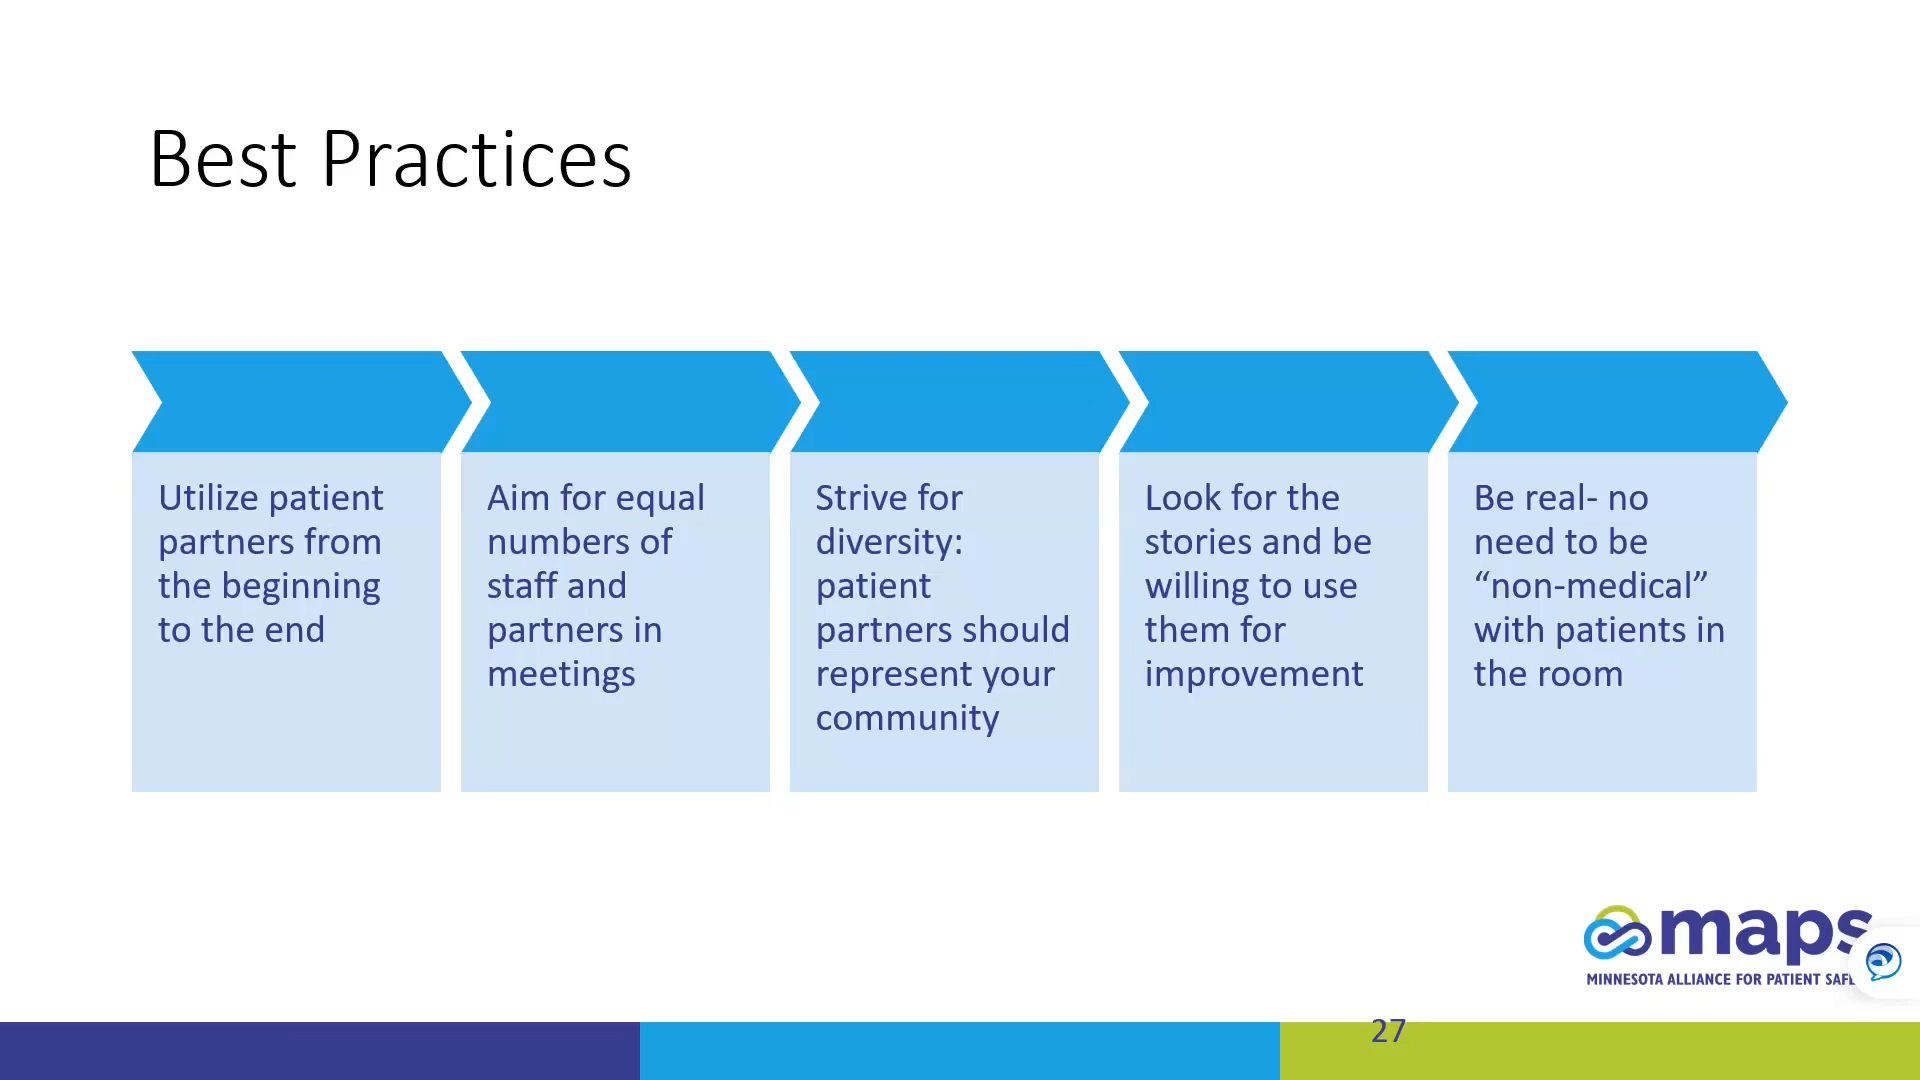 Best Practices
Utilize patient
partners from
the beginning
to the end
Aim for equal
numbers of
staff and
partners in
meetings
Strive for
diversity:
patient
partners should
represent your
community
Look for the
stories and be
willing to use
them for
improvement
Be real- no
need to be
“non-medical”
with patients in
the room
maps
MINNESOTA ALLIANCE FOR PATIENT
27